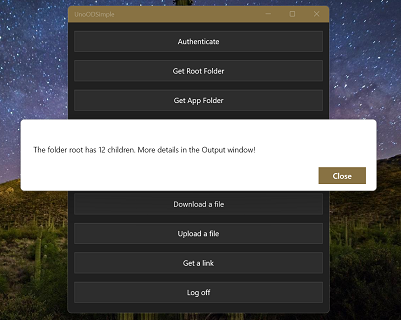 UnoODSimple
Authenticate
Get Root Folder
Get App Folder
The folder root has 12 children. More details in the Output window!
Close
Download a file
Upload a file
Get a link
Log off